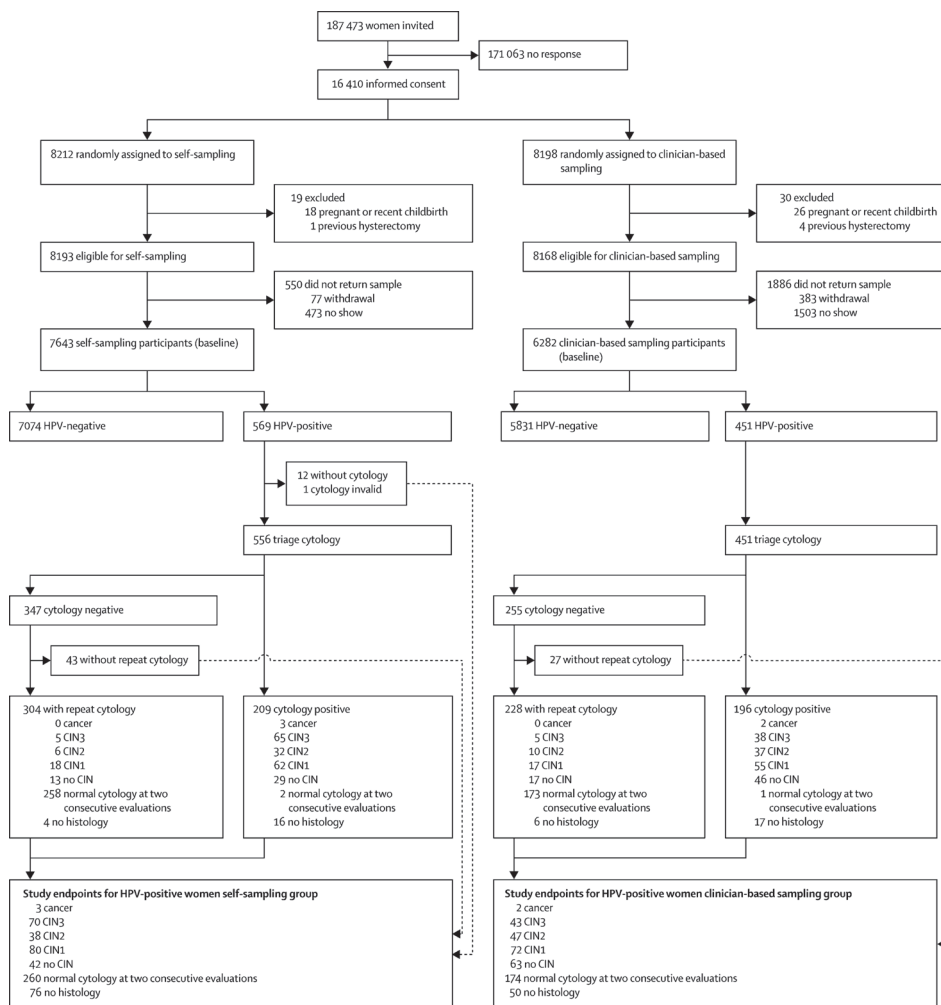 187 473 women invited
171 063 no response
16 410 informed consent
8212 randomly assigned to self-sampling
8198 randomly assigned to clinician-based
sampling
19 excluded
18 pregnant or recent childbirth
1 previous hysterectomy
30 excluded
26 pregnant or recent childbirth
4 previous hysterectomy
8193 eligible for self-sampling
8168 eligible for clinician-based sampling
550 did not return sample
77 withdrawal
473 no show
1886 did not return sample
383 withdrawal
1503 no show
7643 self-sampling participants (baseline)
6282 clinician-based sampling participants
(baseline)
7074 HPV-negative
569 HPV-positive
5831 HPV-negative
451 HPV-positive
12 without cytology
1 cytology invalid
556 triage cytology
451 triage cytology
347 cytology negative
255 cytology negative
43 without repeat cytology
27 without repeat cytology
304 with repeat cytology
0 cancer
5 CIN3
6 CIN2
18 CIN1
13 no CIN
258 normal cytology at two
consecutive evaluations
4 no histology
209 cytology positive
3 cancer
65 CIN3
32 CIN2
62 CIN1
29 no CIN
2 normal cytology at two
consecutive evaluations
16 no histology
228 with repeat cytology
0 cancer
5 CIN3
10 CIN2
17 CIN1
17 no CIN
173 normal cytology at two
consecutive evaluations
6 no histology
196 cytology positive
2 cancer
38 CIN3
37 CIN2
55 CIN1
46 no CIN
1 normal cytology at two
consecutive evaluations
17 no histology
Study endpoints for HPV-positive women self-sampling group
3 cancer
70 CIN3
38 CIN2
80 CIN1
42 no CIN
260 normal cytology at two consecutive evaluations
76 no histology
Study endpoints for HPV-positive women clinician-based sampling group
2 cancer
43 CIN3
47 CIN2
72 CIN1
63 no CIN
174 normal cytology at two consecutive evaluations
50 no histology